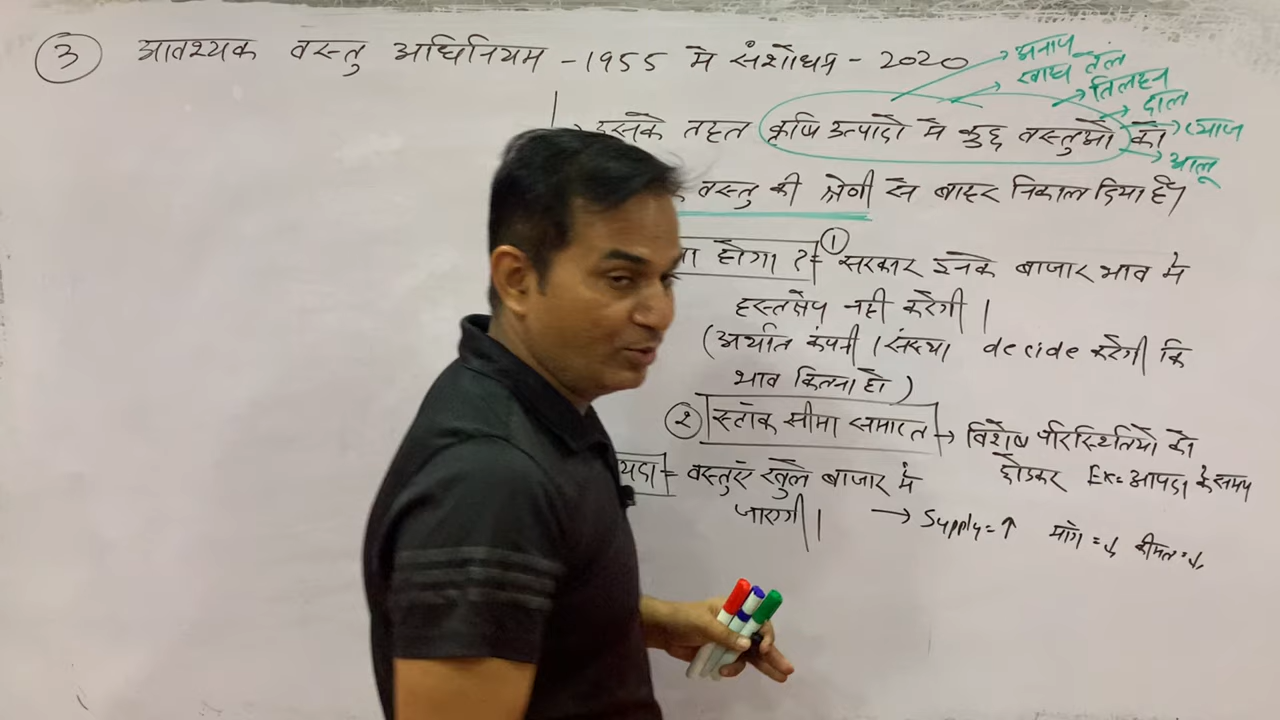 ③ आवश्यक वस्तु अधिनियम - 1955 मे संशोधन - 2020
अनाज
खाद्य तेल
तिलहन
दाल
प्याज
आलू
→ इसके तहत कृषि उत्पादो मे कुछ वस्तुओ को
वस्तु की श्रेणी से बाहर निकाल दिया है।
होगा ? = ① सरकार इनके बाजार भाव मे
हस्तक्षेप नही करेगी ।
(अर्थात कंपनी / संस्था decide करेगी कि
भाव कितना हो )
② स्टॉक सीमा समाप्त → विशेष परिस्थितियो को
छोडकर Ex= आपदा के समय
= वस्तुएं खुले बाजार मे
जाएगी । → Supply=↑ माँग =↓ कीमत =↓